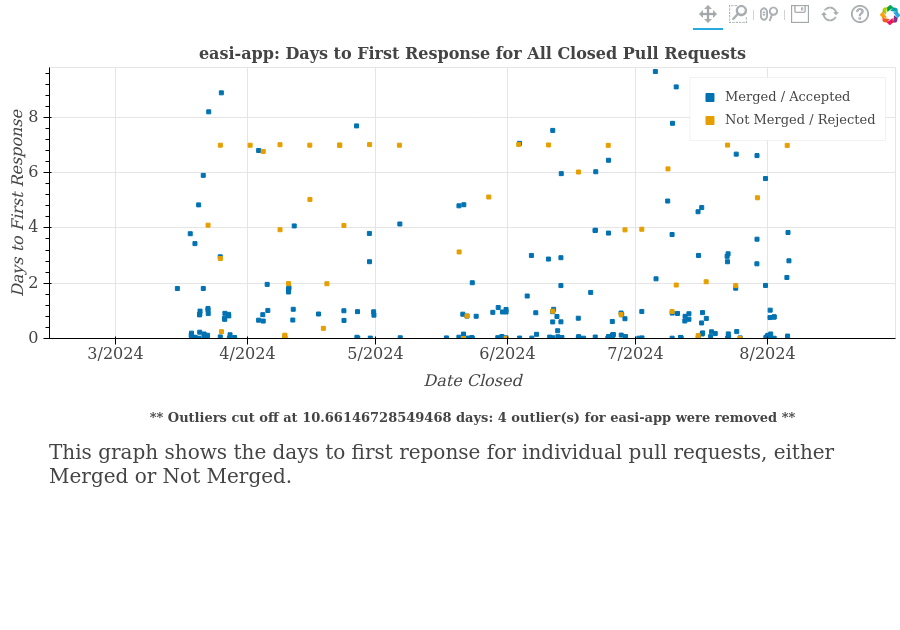 easi-app: Days to First Response for All Closed Pull Requests
Days to First Response
8
6
4
2
0
Merged / Accepted
Not Merged / Rejected
3/2024 4/2024 5/2024 6/2024 7/2024 8/2024
Date Closed
** Outliers cut off at 10.66146728549468 days: 4 outlier(s) for easi-app were removed **
This graph shows the days to first reponse for individual pull requests, either
Merged or Not Merged.